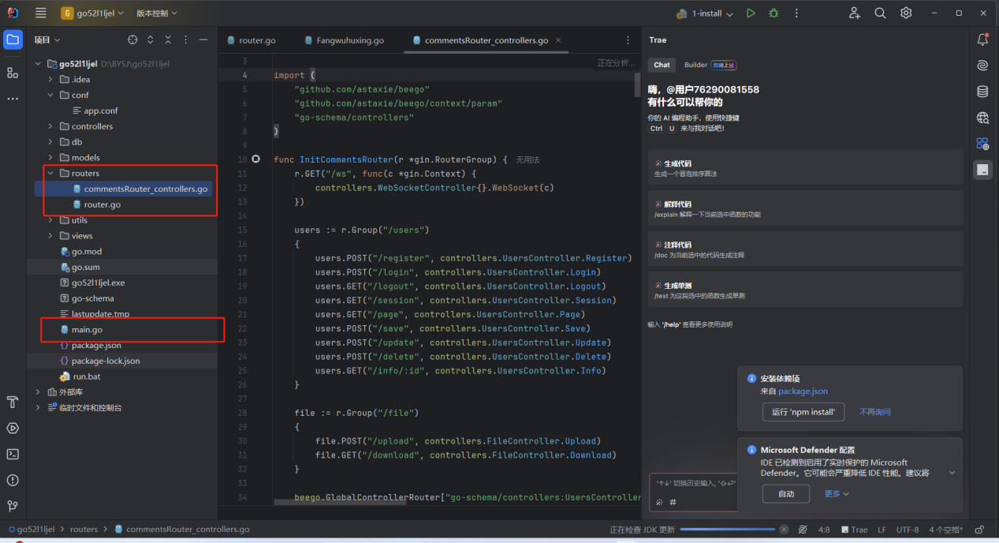 G go52l1ljel 版本控制 1-install
项目
go52l1ljel D:\BYSJ\go52l1ljel
.idea
conf
app.conf
controllers
db
models
routers
commentsRouter_controllers.go
router.go
utils
views
go.mod
go.sum
go52l1ljel.exe
go-schema
lastupdate.tmp
main.go
package.json
package-lock.json
run.bat
外部库
临时文件和控制台
router.go Fangwuhuxing.go commentsRouter_controllers.go
正在分析...
3
4 import (
5 "github.com/astaxie/beego"
6 "github.com/astaxie/beego/context/param"
7 "go-schema/controllers"
8 )
9
10 func InitCommentsRouter(r *gin.RouterGroup) { 无用法
11 r.GET("/ws", func(c *gin.Context) {
12 controllers.WebSocketController{}.WebSocket(c)
13 })
14
15 users := r.Group("/users")
16 {
17 users.POST("/register", controllers.UsersController.Register)
18 users.POST("/login", controllers.UsersController.Login)
19 users.GET("/logout", controllers.UsersController.Logout)
20 users.GET("/session", controllers.UsersController.Session)
21 users.GET("/page", controllers.UsersController.Page)
22 users.POST("/save", controllers.UsersController.Save)
23 users.POST("/update", controllers.UsersController.Update)
24 users.POST("/delete", controllers.UsersController.Delete)
25 users.GET("/info/:id", controllers.UsersController.Info)
26 }
27
28 file := r.Group("/file")
29 {
30 file.POST("/upload", controllers.FileController.Upload)
31 file.GET("/download", controllers.FileController.Download)
32 }
33
34 beego.GlobalControllerRouter["go-schema/controllers:UsersController
Trae
Chat Builder 即将上线
嗨，@用户76290081558
有什么可以帮你的
你的 AI 编程助手，使用快捷键
Ctrl U 来与我对话吧！
生成代码
生成一个冒泡排序算法
解释代码
/explain 解释一下当前选中函数的功能
注释代码
/doc 为当前选中的代码生成注释
生成单测
/test 为这段选中的函数生成单测
输入 '/help' 查看更多使用说明
安装依赖项
来自 package.json
运行 'npm install' 不再询问
Microsoft Defender 配置
IDE 已检测到启用了实时保护的 Microsoft
Defender。它可能会严重降低 IDE 性能。建议将
自动 更多
'↑↓' 切换历史输入, '⇧⏎'
#
go52l1ljel > routers > commentsRouter_controllers.go
正在检查 JDK 更新 4:8 Trae LF UTF-8 4 个空格*